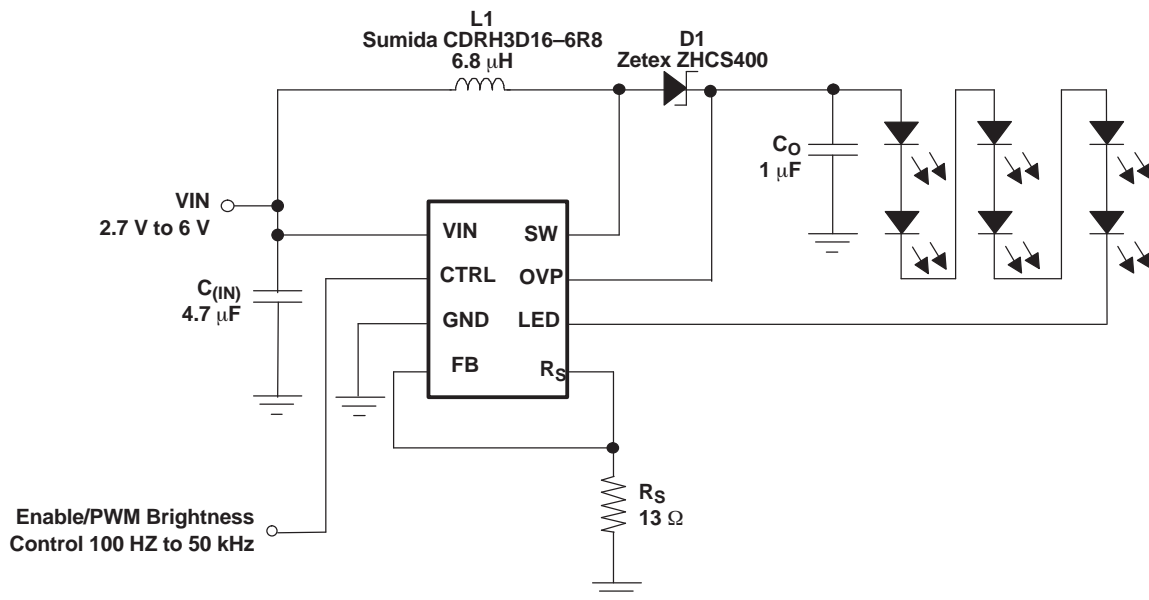 L1
Sumida CDRH3D16–6R8
6.8 μH
D1
Zetex ZHCS400
CO
1 μF
VIN
2.7 V to 6 V
C(IN)
4.7 μF
VIN
SW
CTRL
OVP
GND
LED
FB
RS
RS
13 Ω
Enable/PWM Brightness
Control 100 HZ to 50 kHz